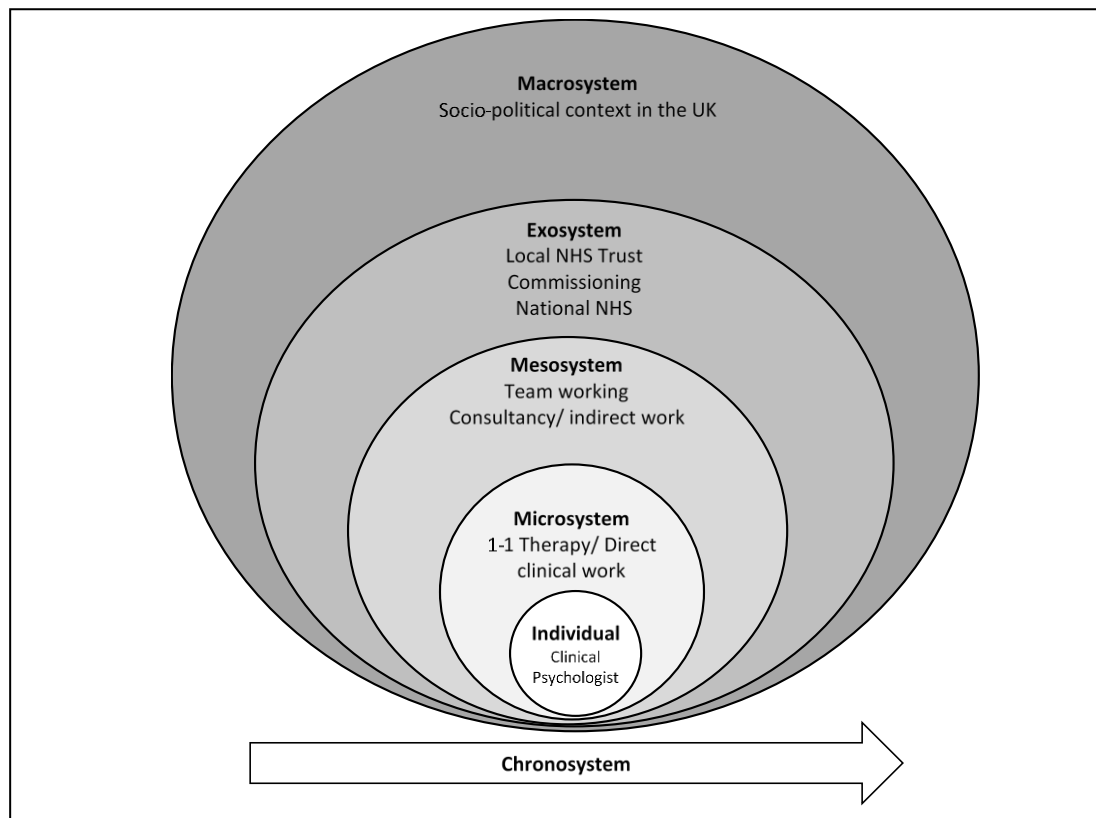 Macrosystem
Socio-political context in the UK
Exosystem
Local NHS Trust
Commissioning
National NHS
Mesosystem
Team working
Consultancy/ indirect work
Microsystem
1-1 Therapy/ Direct
clinical work
Individual
Clinical
Psychologist
Chronosystem